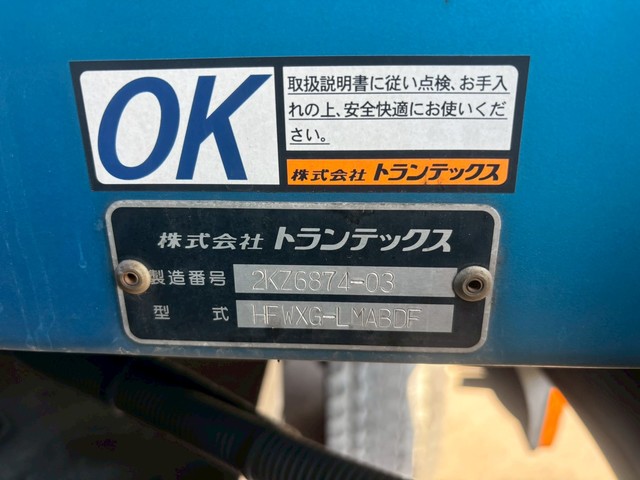 OK
取扱説明書に従い点検、お手入
れの上、安全快適にお使いくだ
さい。
株式会社 トランテックス
株式会社 トランテックス
製造番号 2KZ6874-03
型式 HFWXG-LMABDF